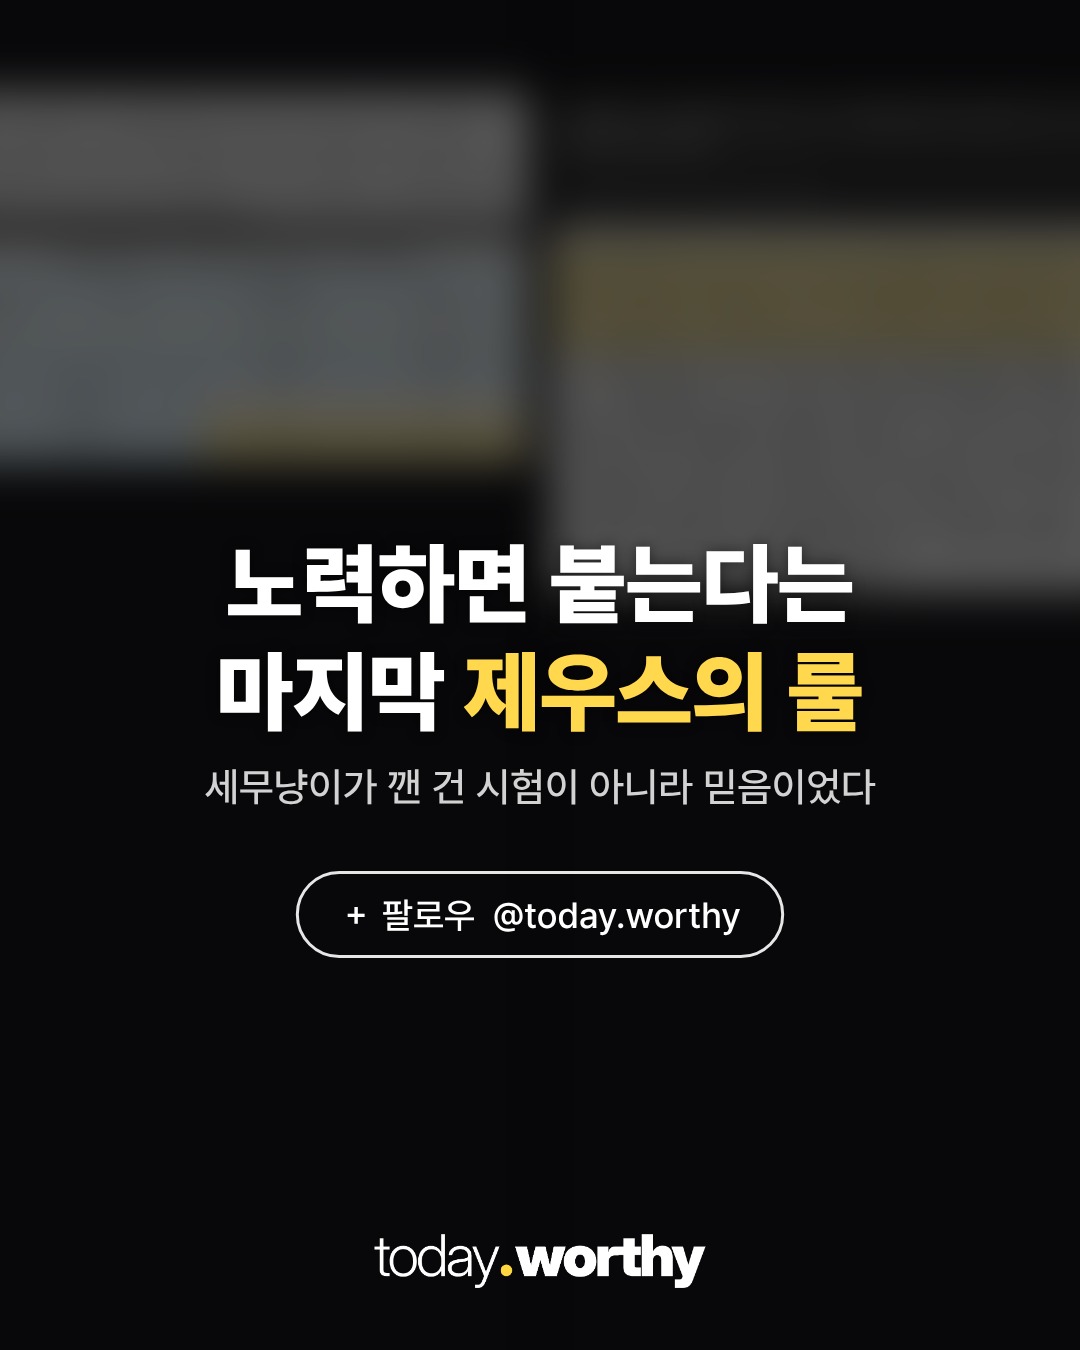 노력하면 붙는다는
마지막 제우스의 룰
세무냥이가 깬 건 시험이 아니라 믿음이었다
+ 팔로우 @today.worthy
today.worthy